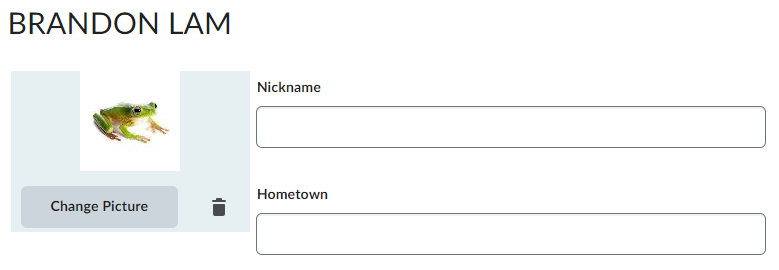 BRANDON LAM
Nickname
Change Picture
Hometown